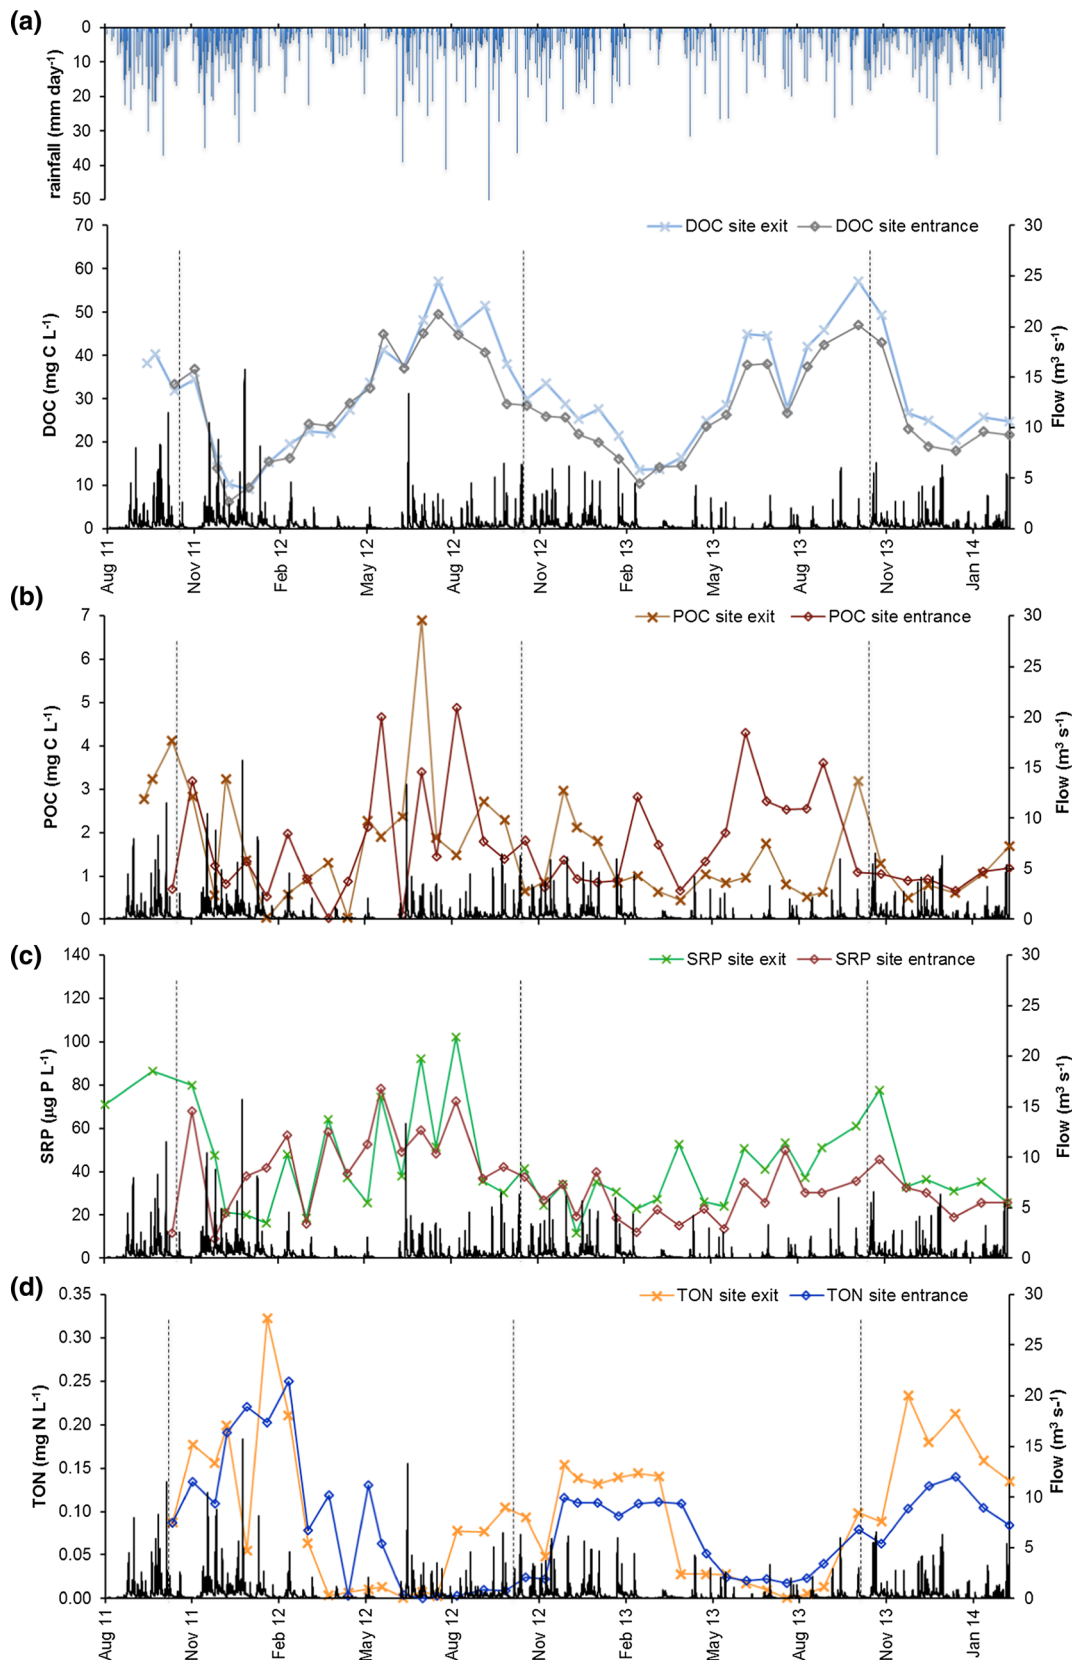 (a)
0
10
20
30
40
50
rainfall (mm day-1)
DOC site exit
DOC site entrance
70
60
50
40
30
20
10
0
DOC (mg C L-1)
30
25
20
15
10
5
0
Flow (m3 s-1)
Aug 11
Nov 11
Feb 12
May 12
Aug 12
Nov 12
Feb 13
May 13
Aug 13
Nov 13
Jan 14
(b)
POC site exit
POC site entrance
7
6
5
4
3
2
1
0
POC (mg C L-1)
30
25
20
15
10
5
0
Flow (m3 s-1)
(c)
SRP site exit
SRP site entrance
140
120
100
80
60
40
20
0
SRP (µg P L-1)
30
25
20
15
10
5
0
Flow (m3 s-1)
(d)
TON site exit
TON site entrance
0.35
0.30
0.25
0.20
0.15
0.10
0.05
0.00
TON (mg N L-1)
30
25
20
15
10
5
0
Flow (m3 s-1)
Aug 11
Nov 11
Feb 12
May 12
Aug 12
Nov 12
Feb 13
May 13
Aug 13
Nov 13
Jan 14